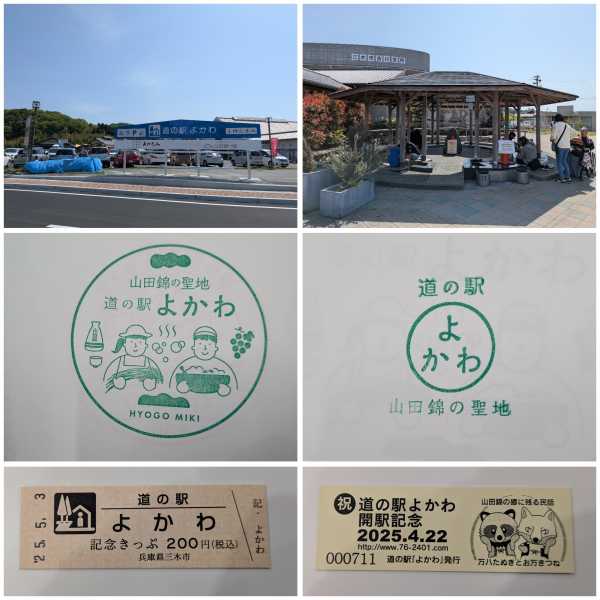 道の駅 よかわ
山田錦の聖地
道の駅 よかわ
HYOGO MIKI
道の駅
よ
かわ
山田錦の聖地
25. 5. 3
道の駅
よかわ
記念きっぷ 200円(税込)
兵庫県三木市
記・よかわ
祝 道の駅よかわ
開駅記念
2025.4.22
http://www.76-2401.com
000711 道の駅「よかわ」発行
山田錦の郷に残る民話
万八たぬきとお万きつね